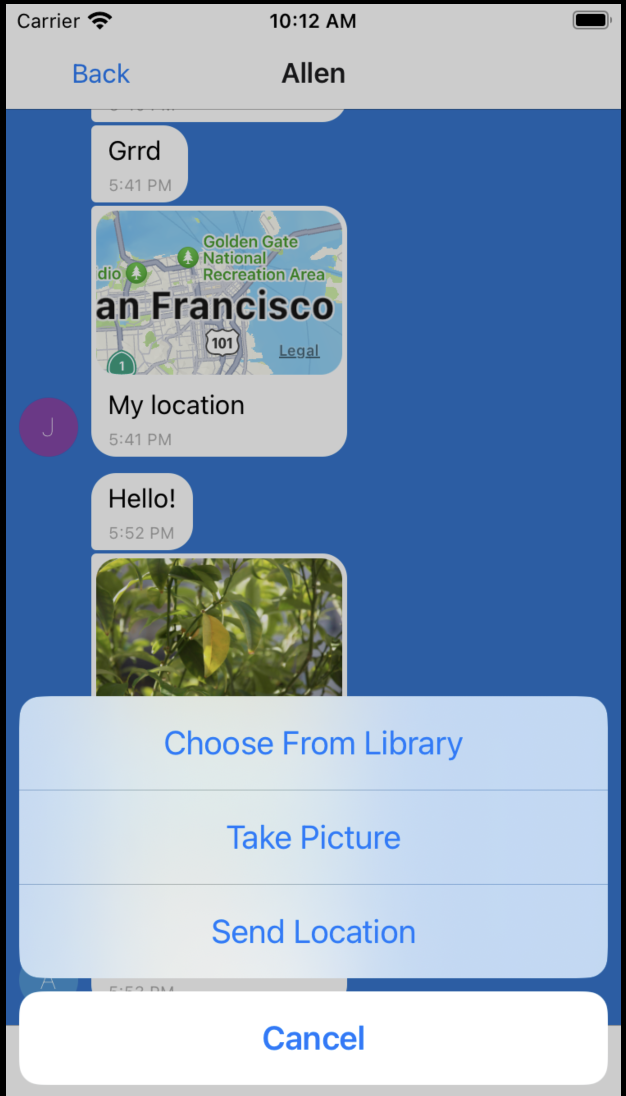 Carrier 10:12 AM
Back Allen
Grrd
5:41 PM
Golden Gate
National
dio Recreation Area
an Francisco
101
Legal
1
My location
J
5:41 PM
Hello!
5:52 PM
Choose From Library
Take Picture
Send Location
A
5:52 PM
Cancel